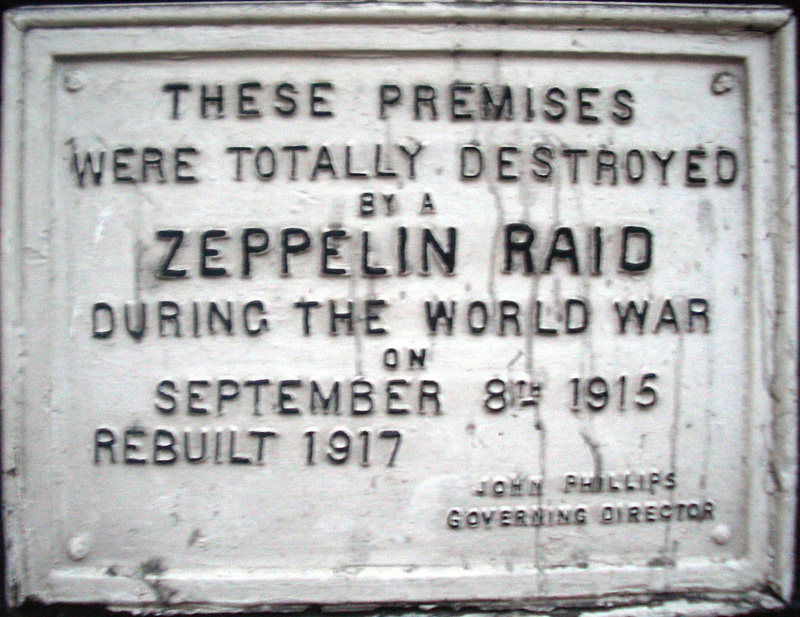 THESE PREMISES
WERE TOTALLY DESTROYED
BY A
ZEPPELIN RAID
DURING THE WORLD WAR
ON
SEPTEMBER 8TH 1915
REBUILT 1917
JOHN PHILLIPS
GOVERNING DIRECTOR